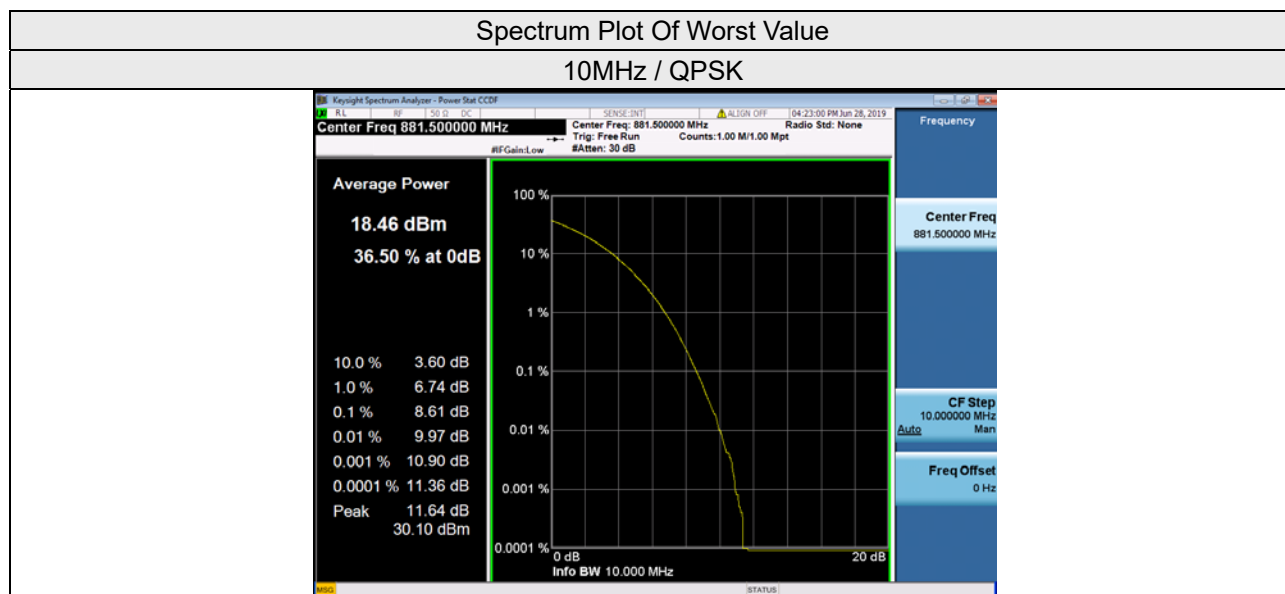 Spectrum Plot Of Worst Value
10MHz / QPSK
Keysight Spectrum Analyzer - Power Stat CCDF
RL RF 50 Ω DC SENSE:INT ALIGN OFF 04:23:00 PM Jun 28, 2019
Center Freq 881.500000 MHz
Center Freq: 881.500000 MHz Radio Std: None
Trig: Free Run Counts:1.00 M/1.00 Mpt
#IFGain:Low #Atten: 30 dB
Frequency
Average Power
18.46 dBm
36.50 % at 0dB
10.0 % 3.60 dB
1.0 % 6.74 dB
0.1 % 8.61 dB
0.01 % 9.97 dB
0.001 % 10.90 dB
0.0001 % 11.36 dB
Peak 11.64 dB
30.10 dBm
100 %
10 %
1 %
0.1 %
0.01 %
0.001 %
0.0001 %
0 dB 20 dB
Info BW 10.000 MHz
Center Freq
881.500000 MHz
CF Step
10.000000 MHz
Auto Man
Freq Offset
0 Hz
MSG STATUS